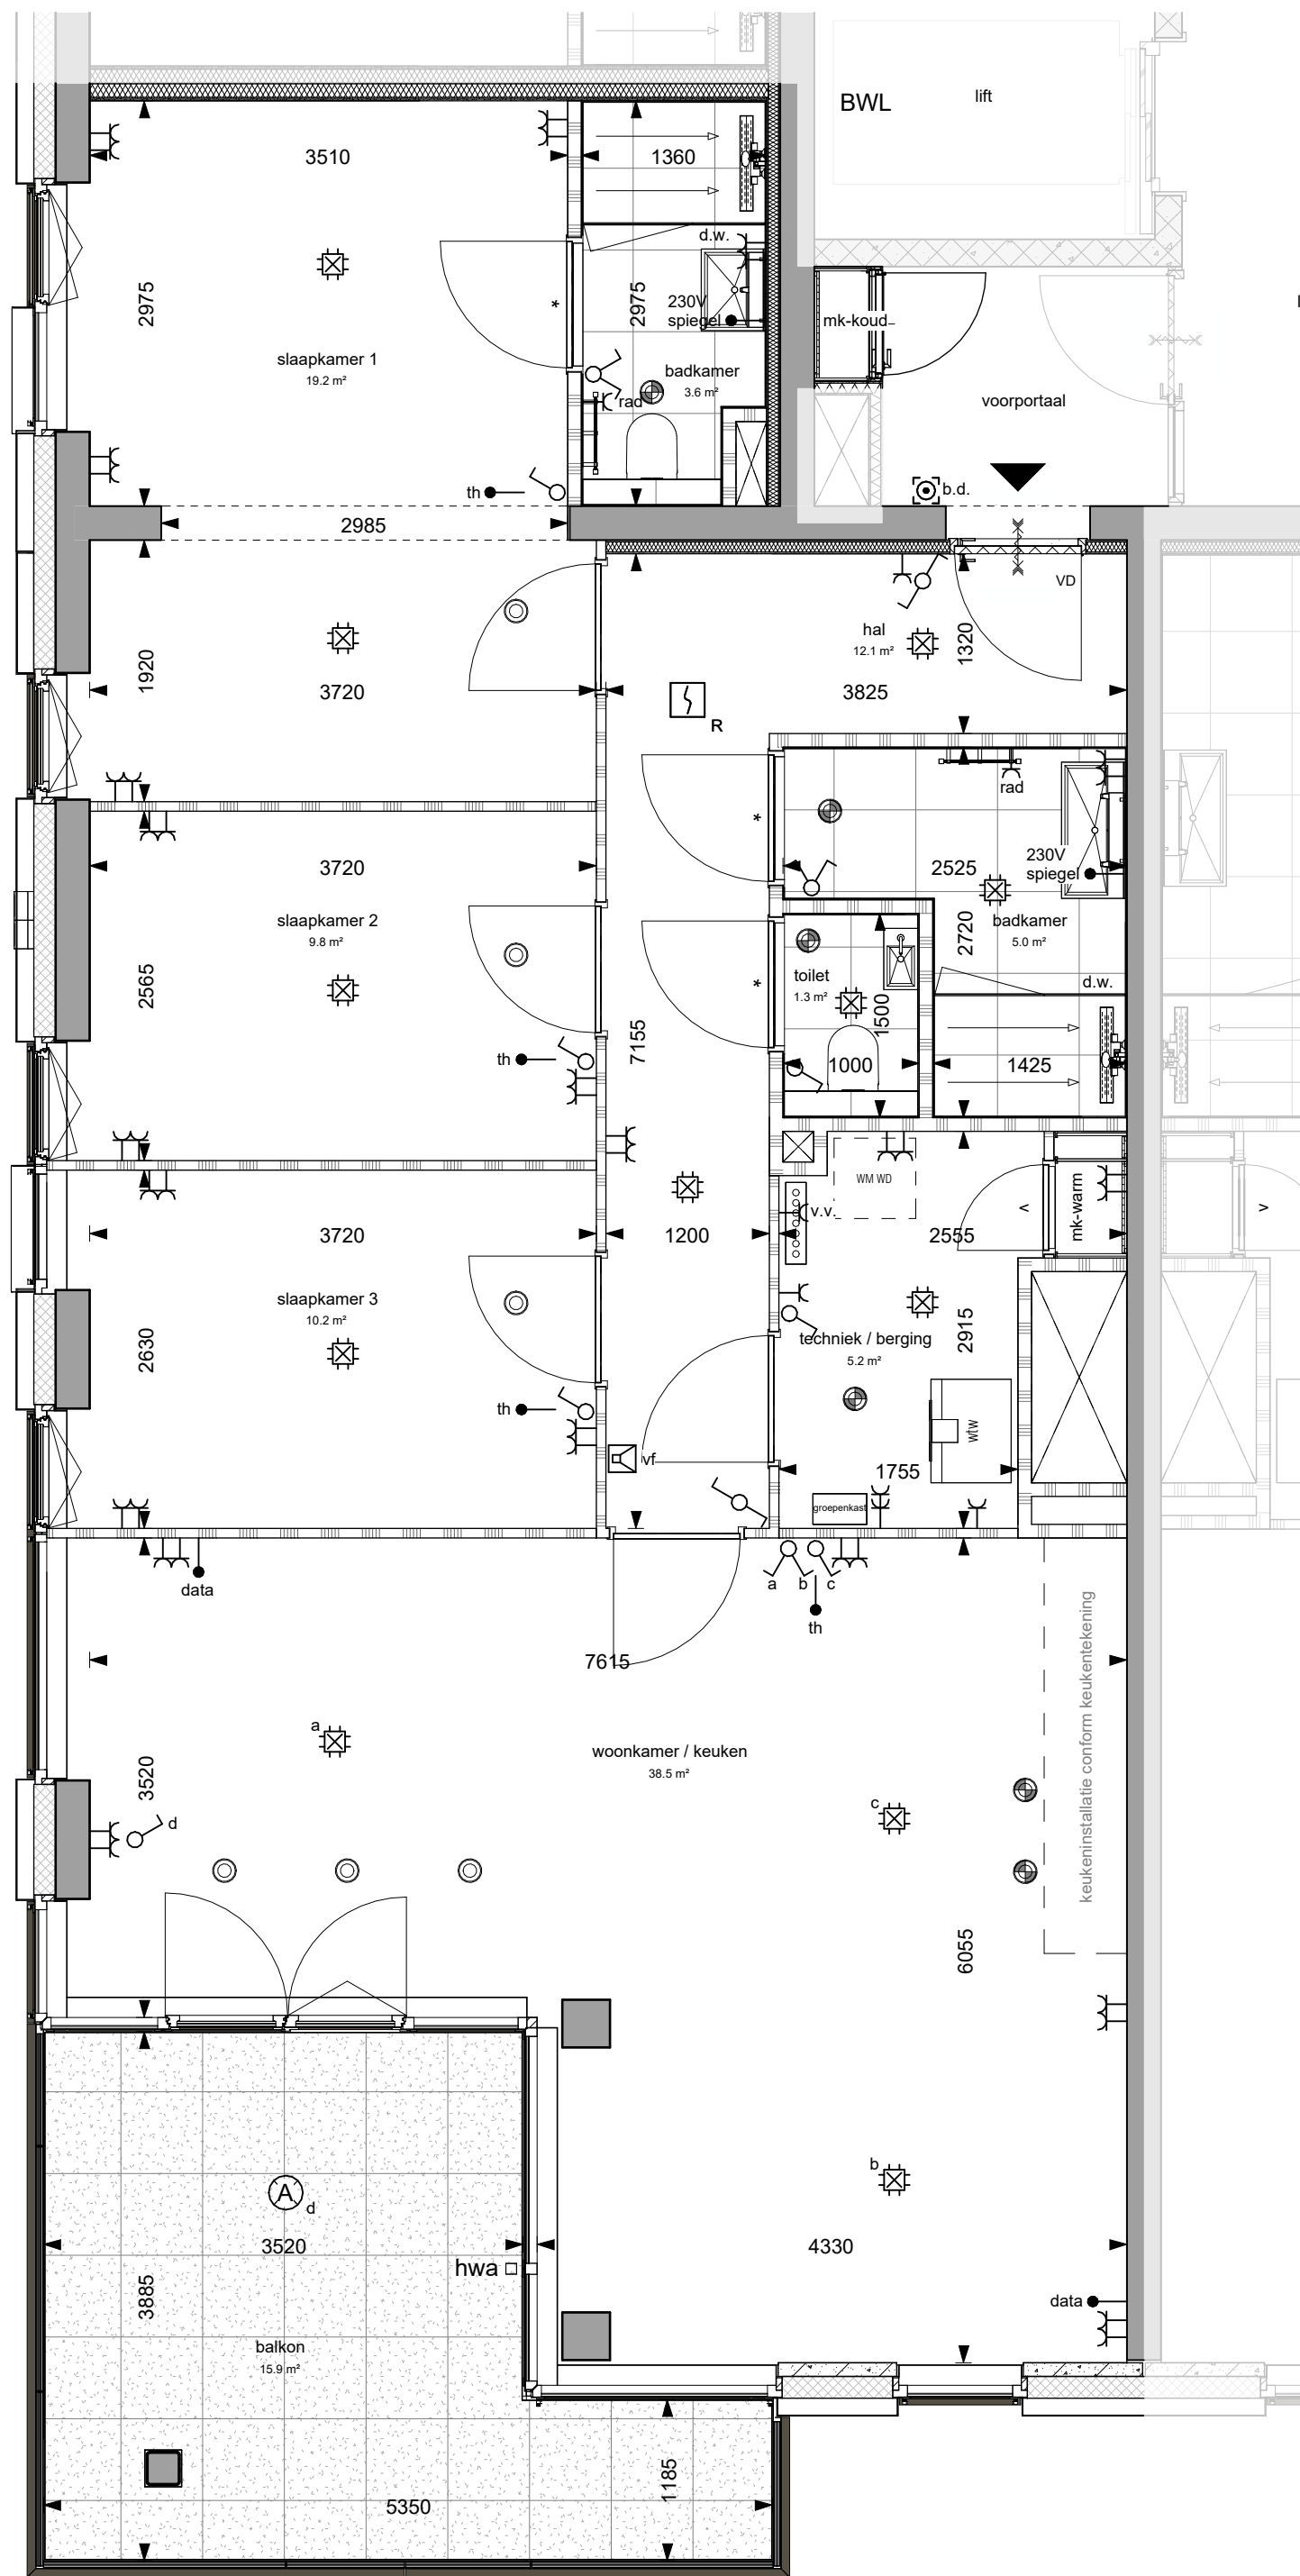 BWL
lift
3510
1360
d.w.
2975
2975
230V
spiegel
mk-koud
slaapkamer 1
19.2 m²
*
badkamer
3.6 m²
rad
voorportaal
th
b.d.
2985
VD
hal
12.1 m²
1320
1920
3720
3825
R
rad
*
3720
2525
230V
spiegel
slaapkamer 2
9.8 m²
2720
badkamer
5.0 m²
toilet
1.3 m²
*
d.w.
2565
1500
7155
th
1000
1425
WM WD
mk-warm
v.v.
3720
1200
2555
slaapkamer 3
10.2 m²
2630
techniek / berging
5.2 m²
2915
th
wtw
vf
1755
groepenkast
data
a
b
c
th
7615
keukeninstallatie conform keukentekening
a
woonkamer / keuken
38.5 m²
3520
c
d
6055
b
A
d
3520
4330
hwa
3885
data
balkon
15.9 m²
1185
5350